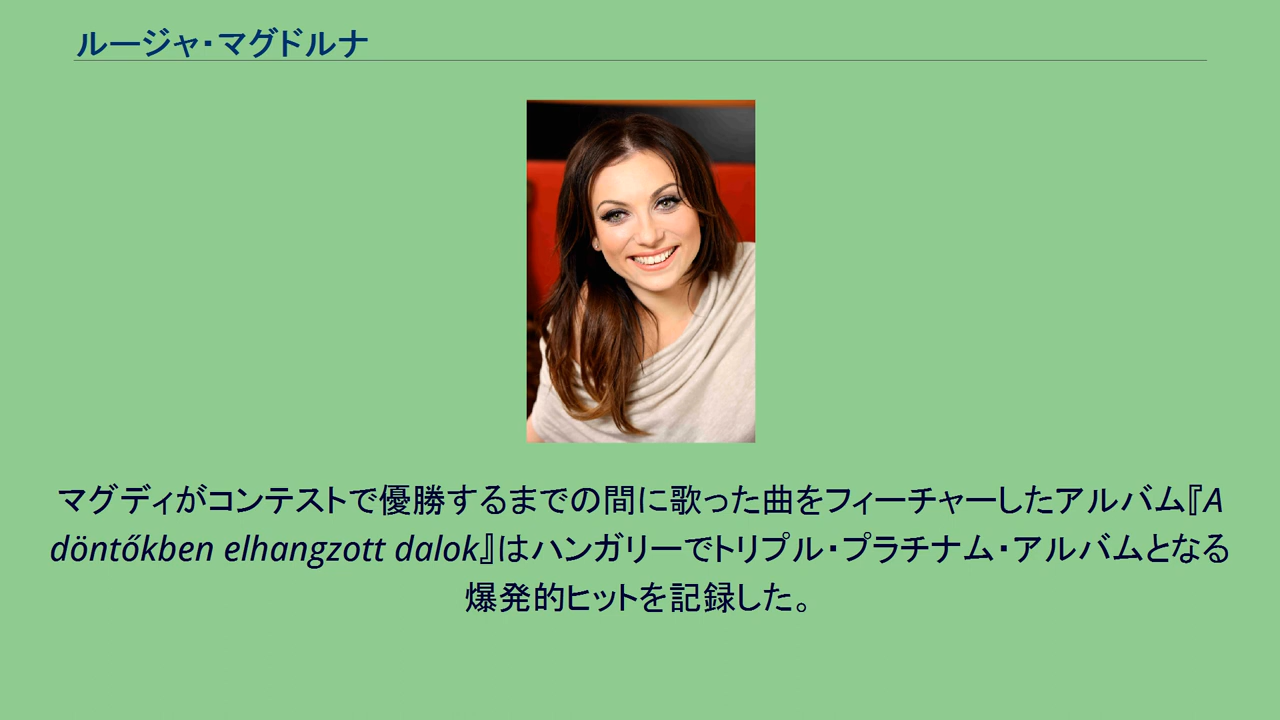 ルージャ・マグドルナ
マグディがコンテストで優勝するまでの間に歌った曲をフィーチャーしたアルバム『A
döntőkben elhangzott dalok』はハンガリーでトリプル・プラチナム・アルバムとなる
爆発的ヒットを記録した。